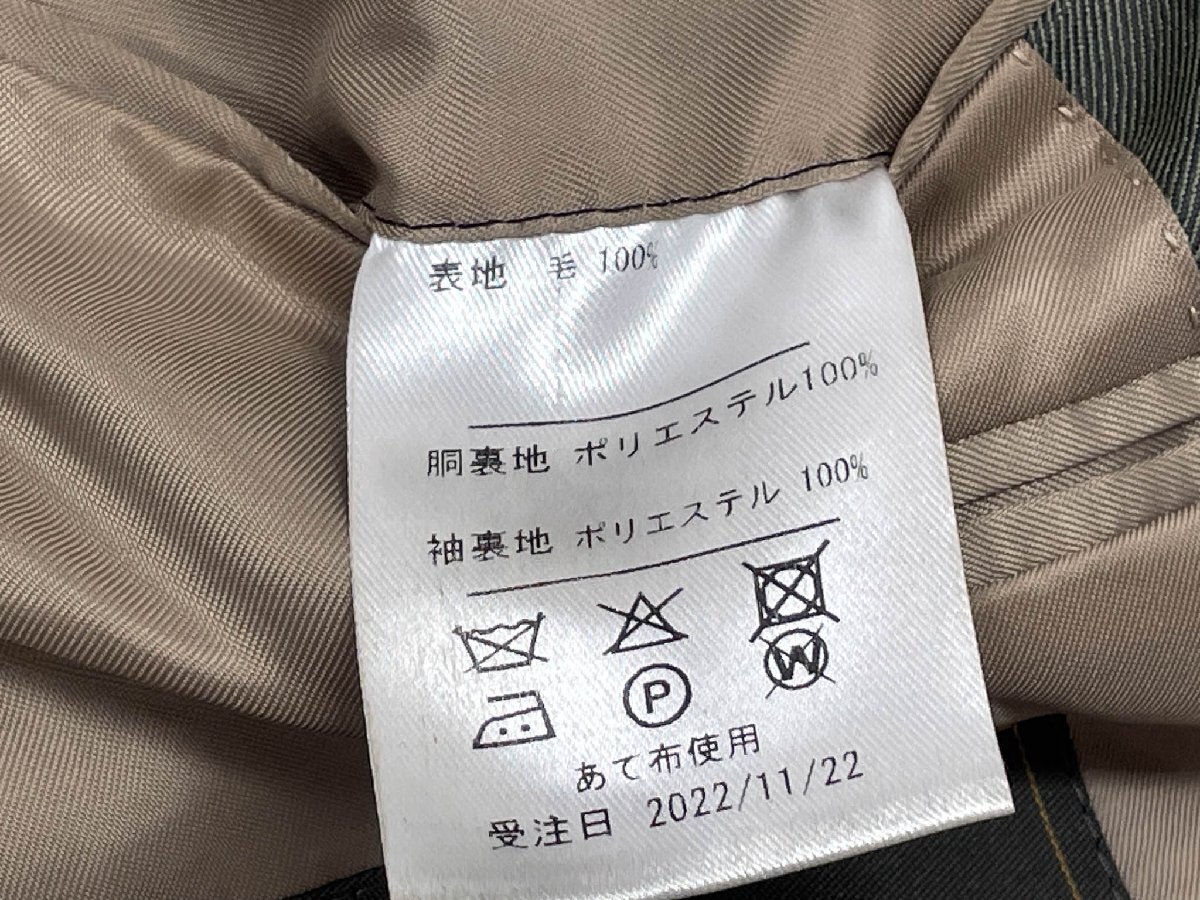 表地 毛 100%
胴裏地 ポリエステル100%
袖裏地 ポリエステル 100%
W
P
あて布使用
受注日 2022/11/22